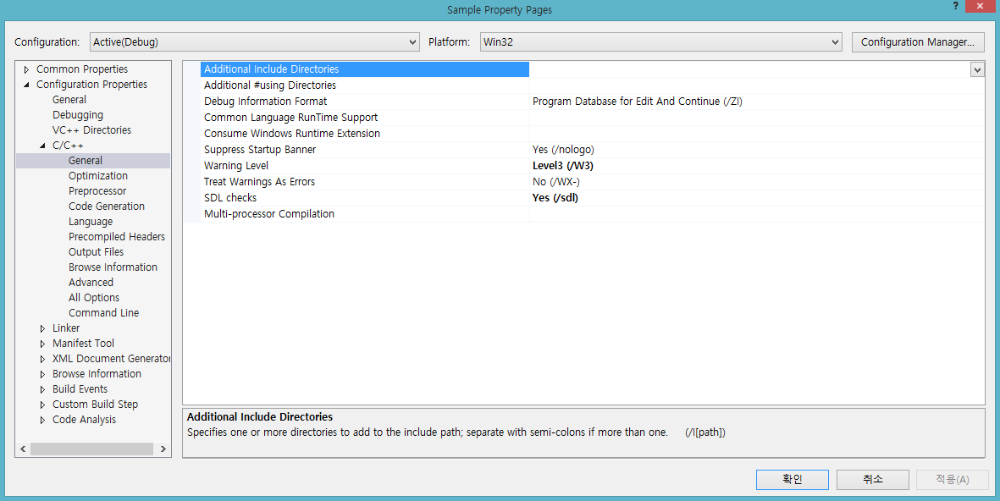 Sample Property Pages
?
Configuration: Active(Debug) Platform: Win32 Configuration Manager...
Common Properties
Configuration Properties
General
Debugging
VC++ Directories
C/C++
General
Optimization
Preprocessor
Code Generation
Language
Precompiled Headers
Output Files
Browse Information
Advanced
All Options
Command Line
Linker
Manifest Tool
XML Document Generator
Browse Information
Build Events
Custom Build Step
Code Analysis
Additional Include Directories
Additional #using Directories
Debug Information Format Program Database for Edit And Continue (/ZI)
Common Language RunTime Support
Consume Windows Runtime Extension
Suppress Startup Banner Yes (/nologo)
Warning Level Level3 (/W3)
Treat Warnings As Errors No (/WX-)
SDL checks Yes (/sdl)
Multi-processor Compilation
Additional Include Directories
Specifies one or more directories to add to the include path; separate with semi-colons if more than one. (/I[path])
확인 취소 적용(A)